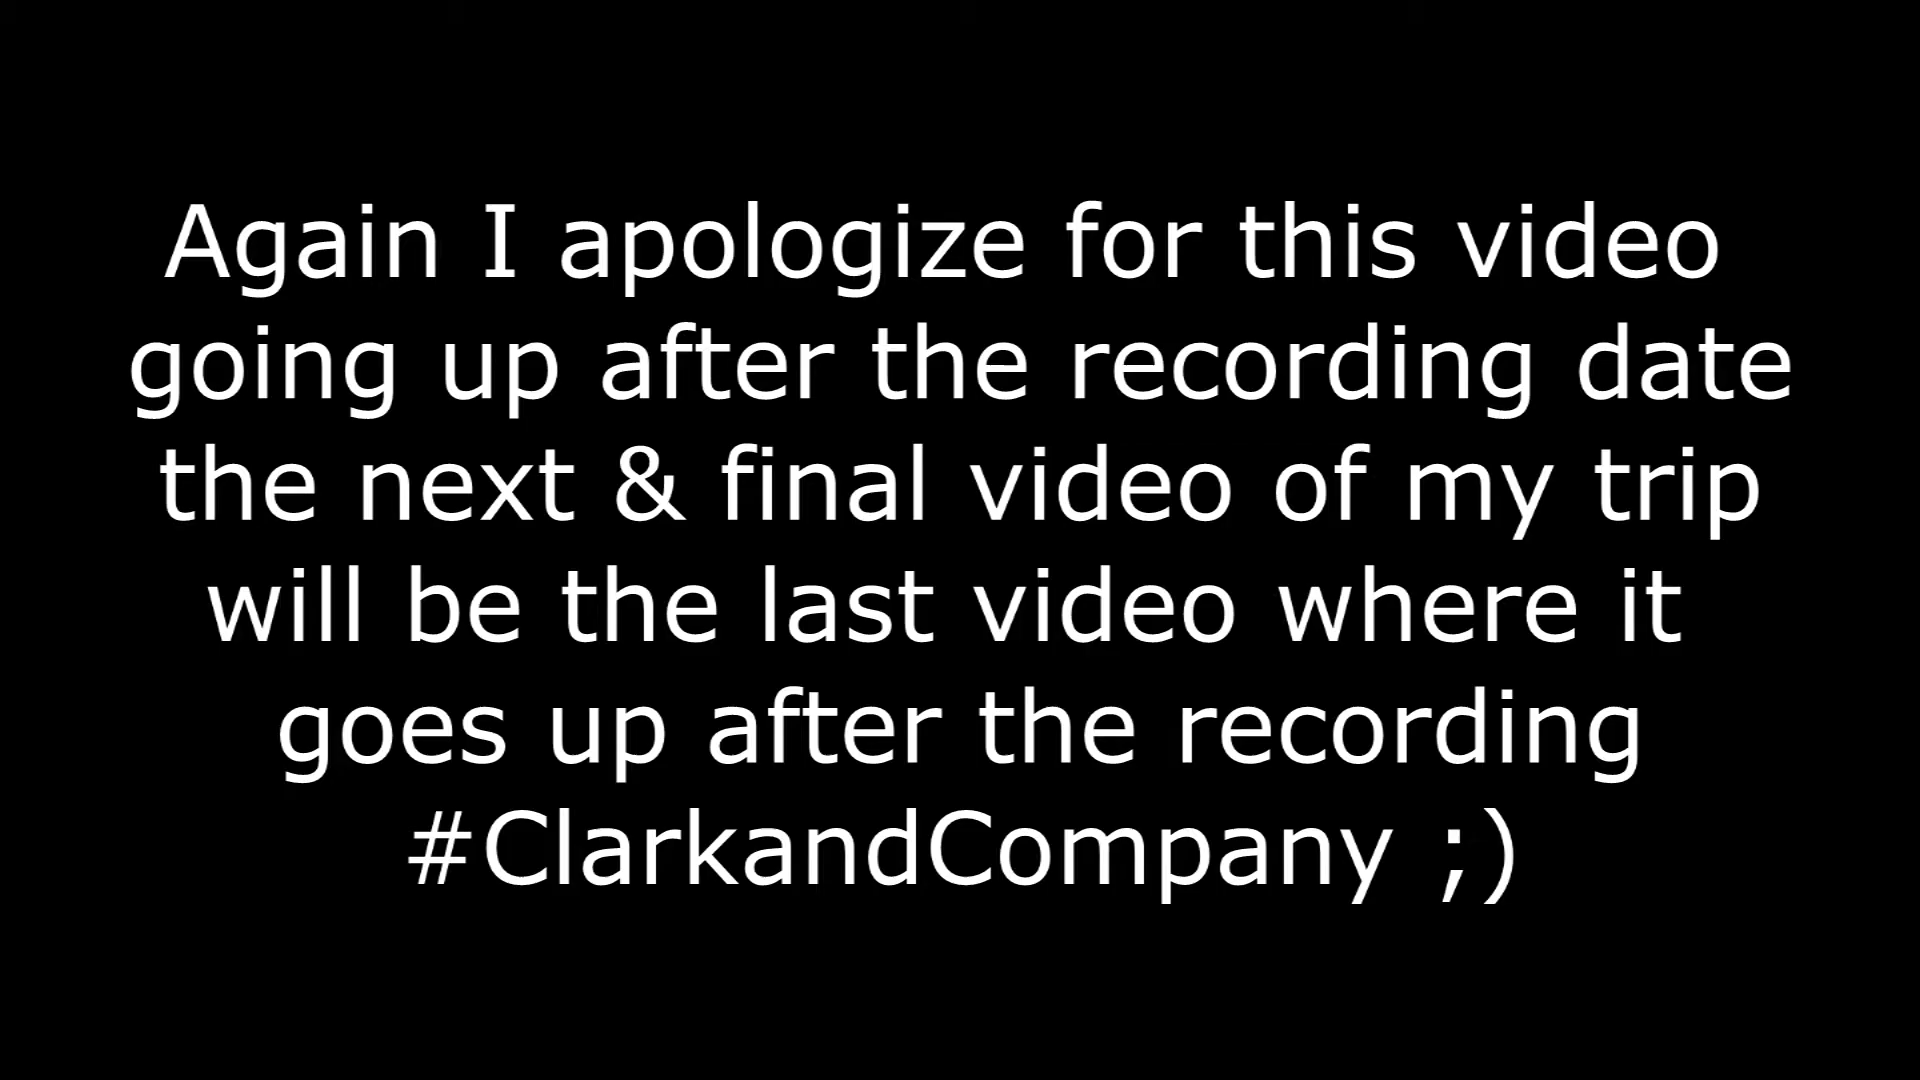 Again I apologize for this video
going up after the recording date
the next & final video of my trip
will be the last video where it
goes up after the recording
#ClarkandCompany ;)